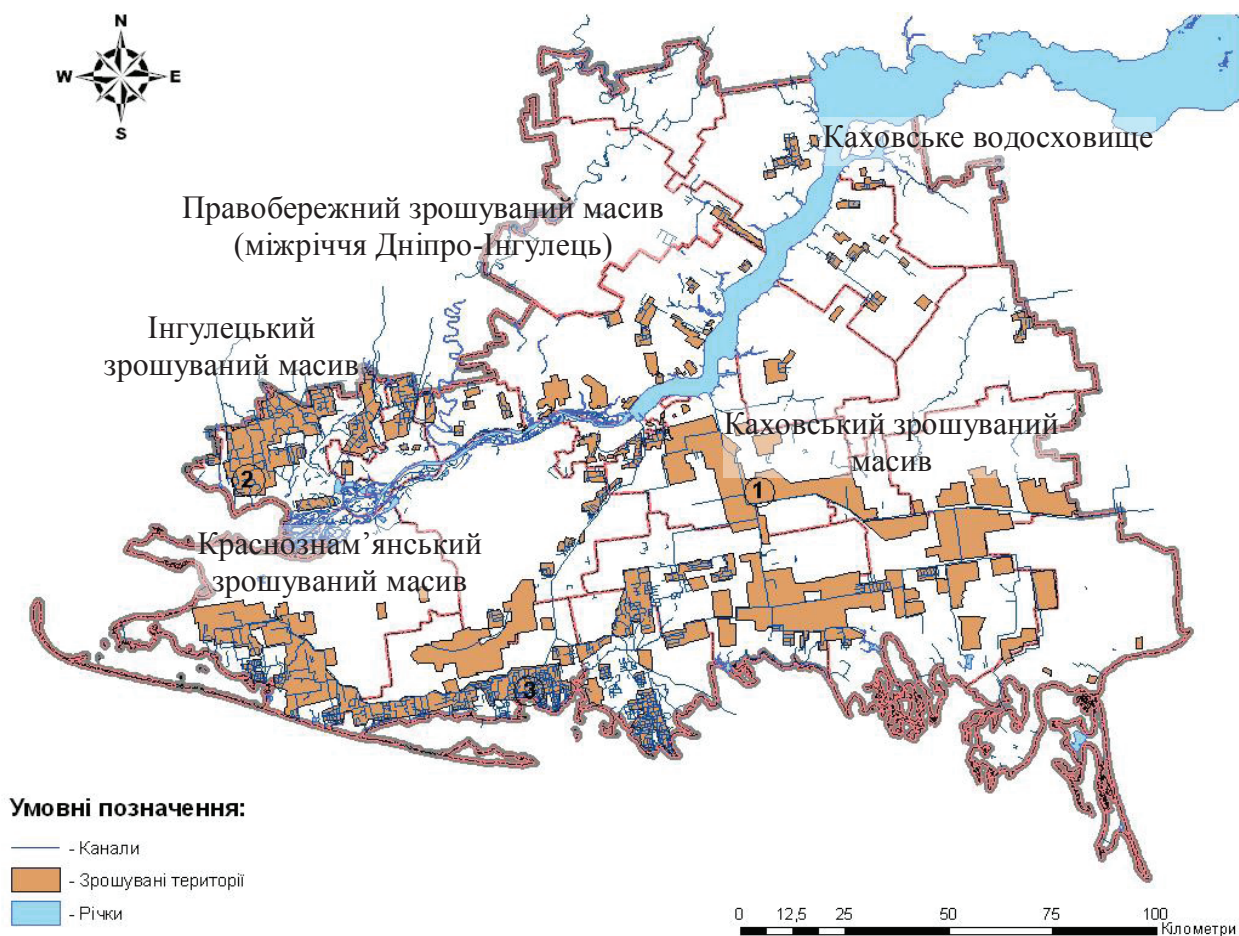 N
W E
S
Каховське водосховище
Правобережний зрошуваний масив
(міжріччя Дніпро-Інгулець)
Інгулецький
зрошуваний масив
Каховський зрошуваний
масив
1
2
Краснознам’янський
зрошуваний масив
3
Умовні позначення:
- Канали
- Зрошувані території
- Річки
0 12,5 25 50 75 100
Кілометри